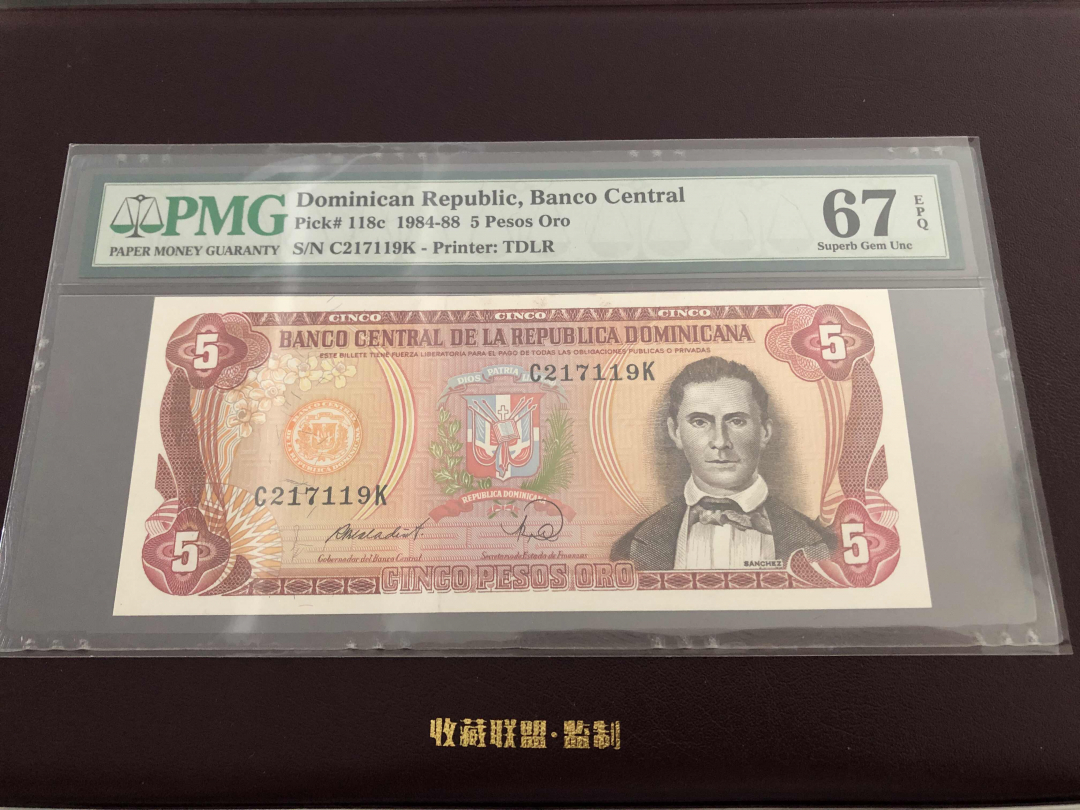 PMG
PAPER MONEY GUARANTY
Dominican Republic, Banco Central
Pick# 118c 1984-88 5 Pesos Oro
S/N C217119K - Printer: TDLR
67
EPQ
Superb Gem Unc
CINCO CINCO CINCO
5 5
BANCO CENTRAL DE LA REPUBLICA DOMINICANA
ESTE BILLETE TIENE FUERZA LIBERATORIA PARA EL PAGO DE TODAS LAS OBLIGACIONES PUBLICAS O PRIVADAS
DIOS PATRIA
C217119K
C217119K
REPUBLICA DOMINICANA
Gobernador del Banco Central
Secretario de Estado de Finanzas
SANCHEZ
5 5
CINCO PESOS ORO
收藏联盟·监制